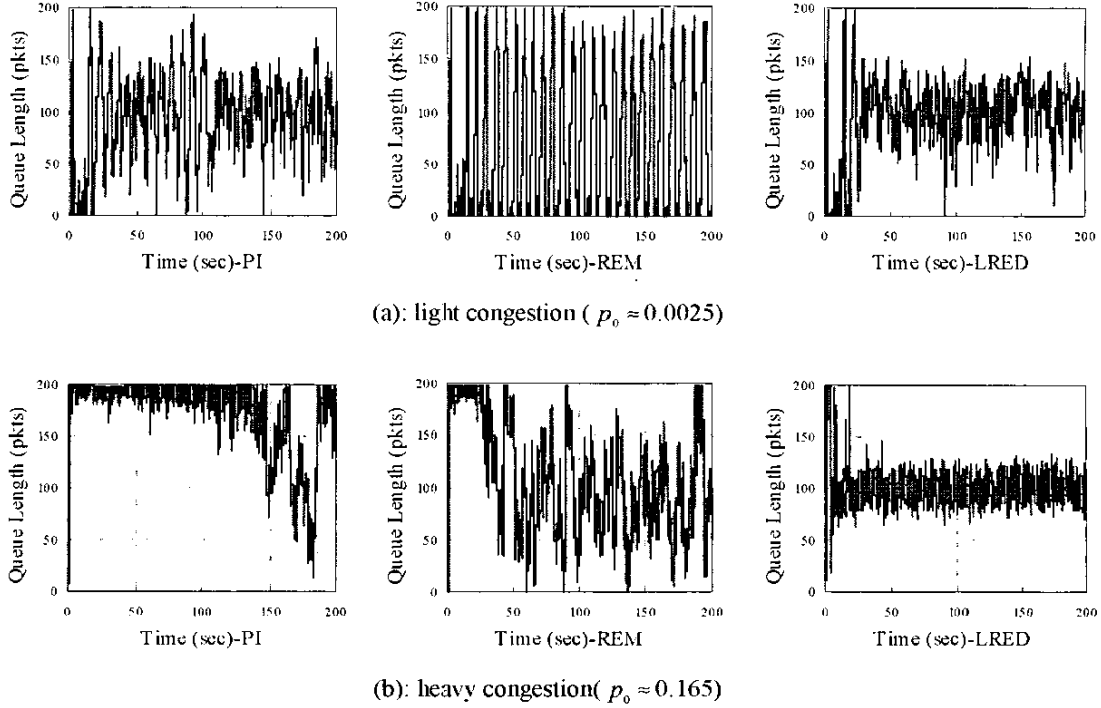 Queue Length (pkts)
200
150
100
50
0
0 50 100 150 200
Time (sec)-PI
Queue Length (pkts)
200
150
100
50
0
0 50 100 150 200
Time (sec)-REM
Queue Length (pkts)
200
150
100
50
0
0 50 100 150 200
Time (sec)-LRED
(a): light congestion ( p₀ ≈ 0.0025)
Queue Length (pkts)
200
150
100
50
0
0 50 100 150 200
Time (sec)-PI
Queue Length (pkts)
200
150
100
50
0
0 50 100 150 200
Time (sec)-REM
Queue Length (pkts)
200
150
100
50
0
0 50 100 150 200
Time (sec)-LRED
(b): heavy congestion( p₀ ≈ 0.165)